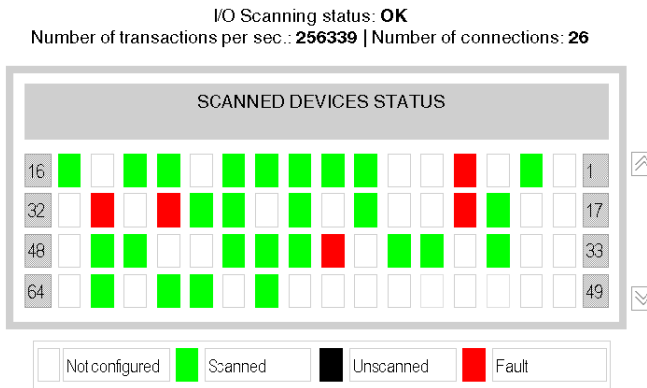 I/O Scanning status: OK
Number of transactions per sec.: 256339 | Number of connections: 26
SCANNED DEVICES STATUS
16 1
32 17
48 33
64 49
Not configured Scanned Unscanned Fault